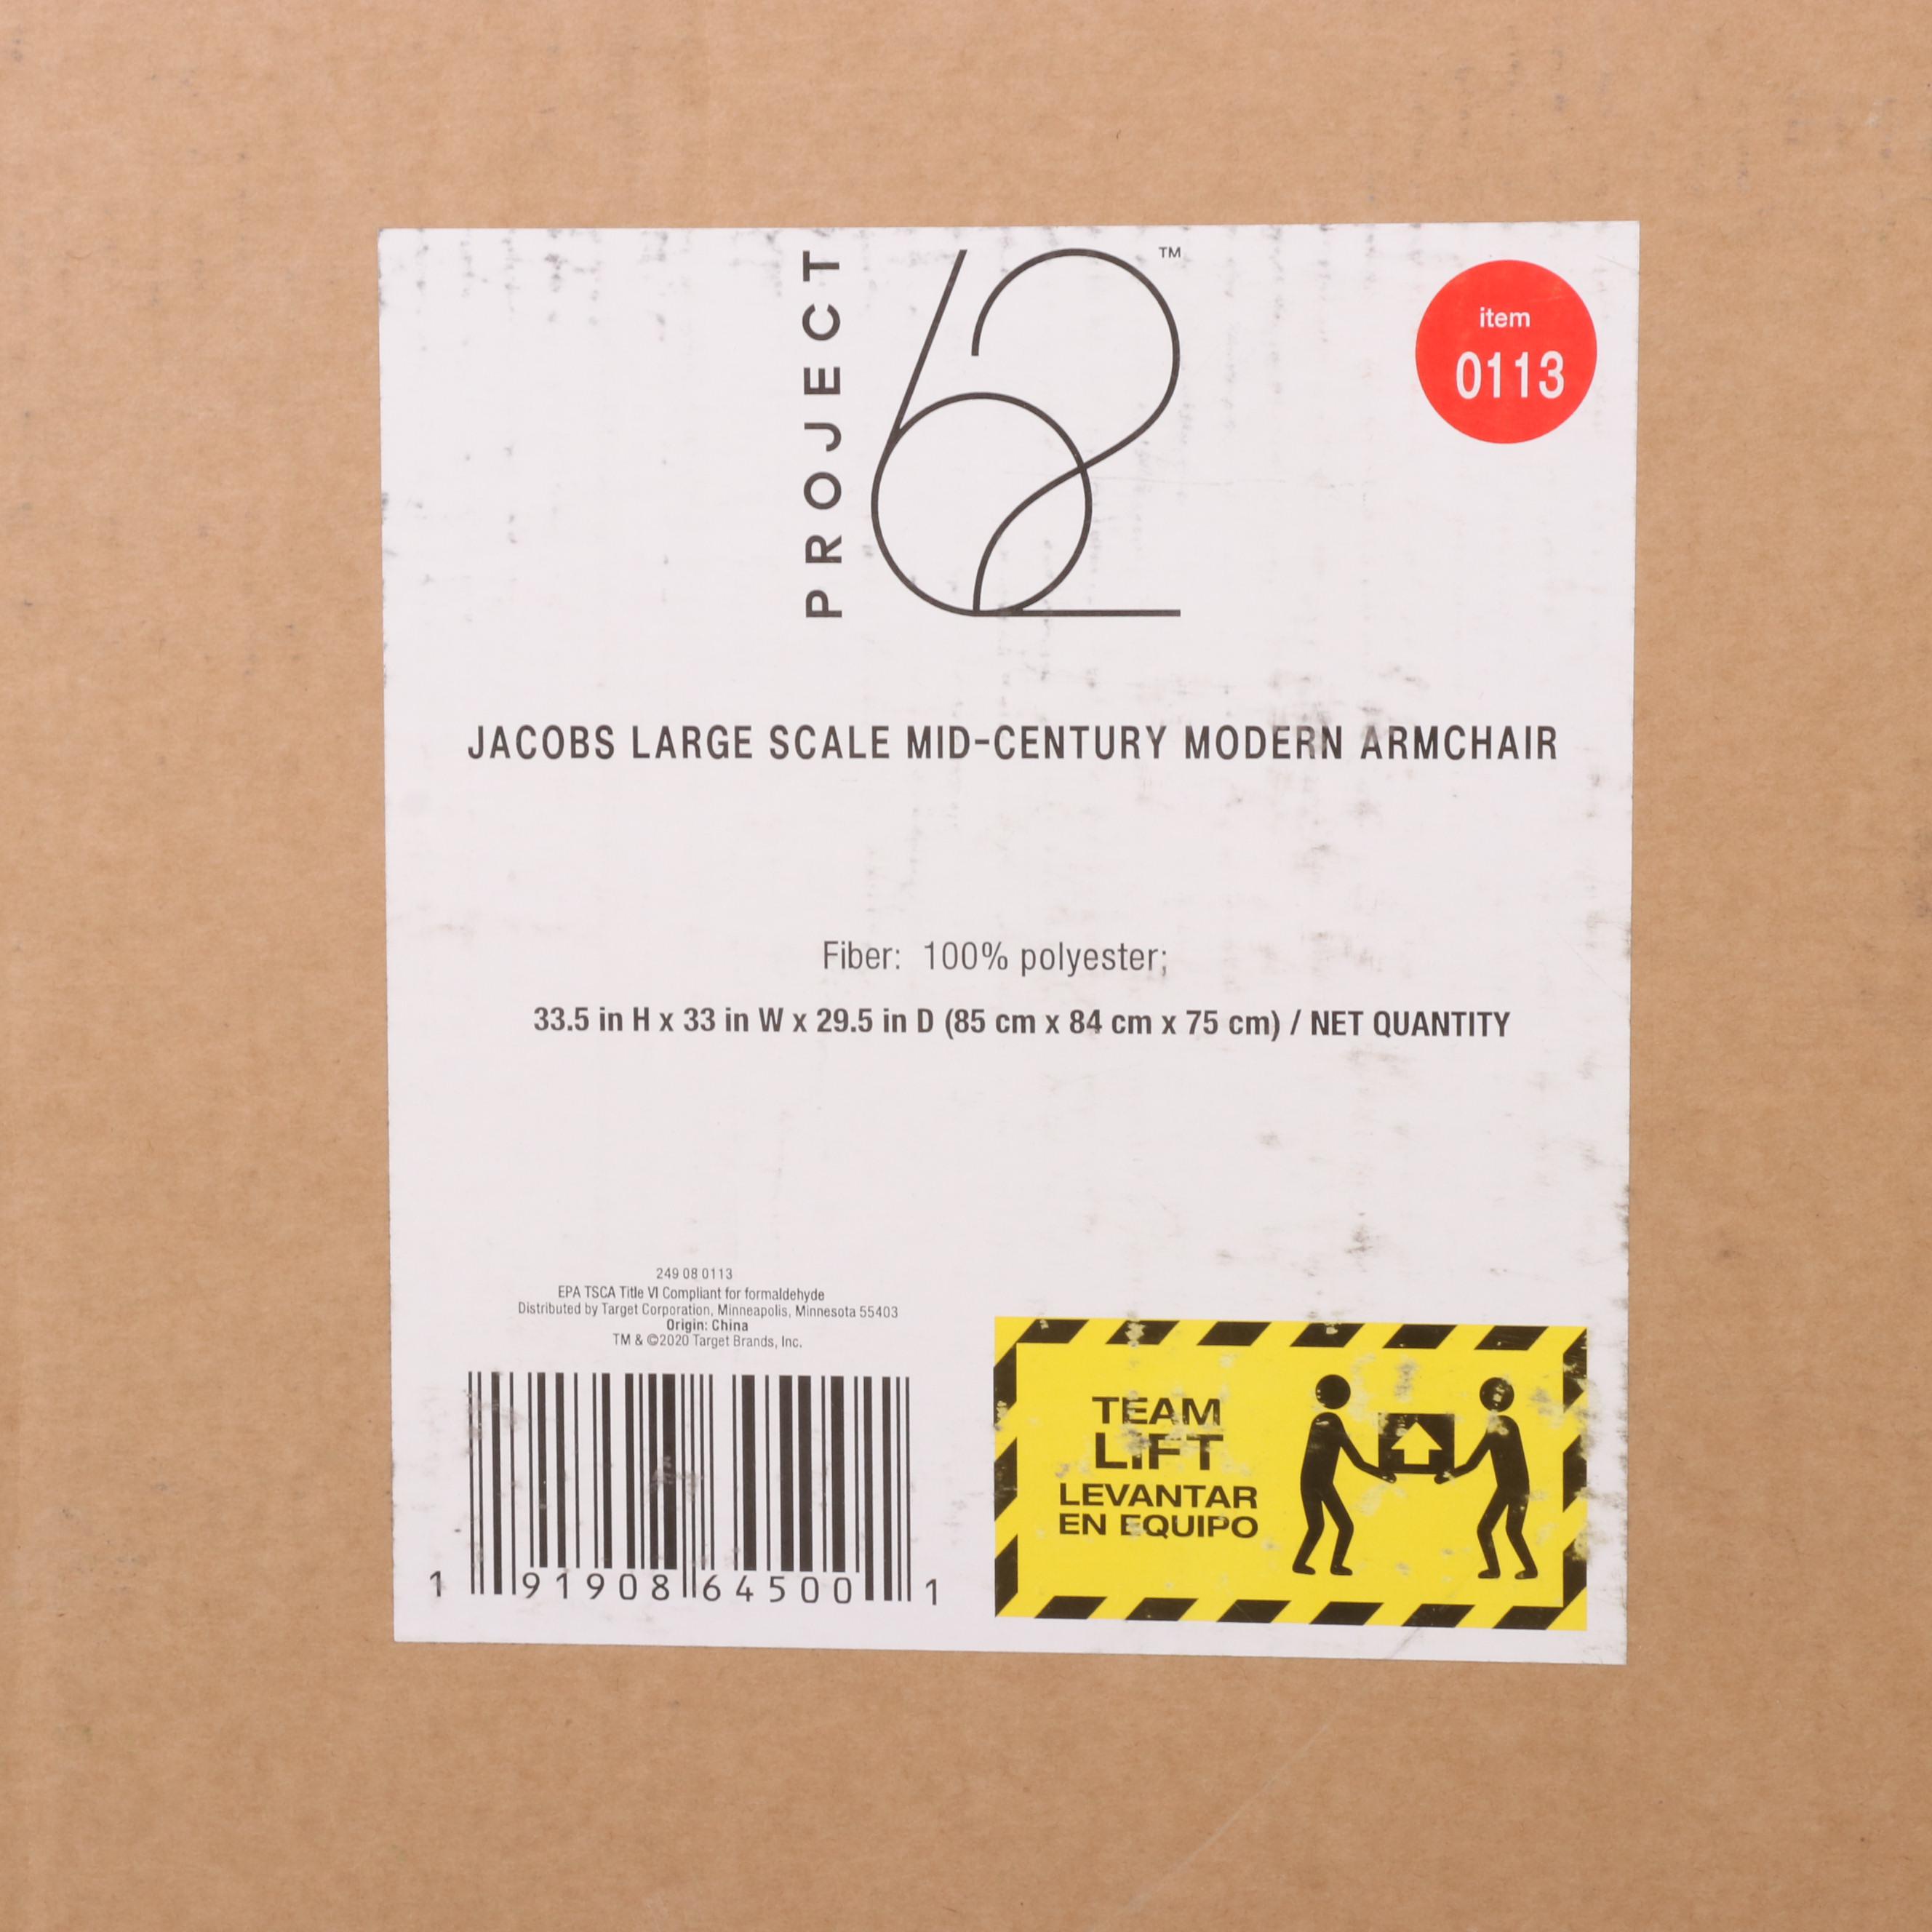 PROJECT
62
TM
item
0113
JACOBS LARGE SCALE MID-CENTURY MODERN ARMCHAIR
Fiber: 100% polyester;
33.5 in H x 33 in W x 29.5 in D (85 cm x 84 cm x 75 cm) / NET QUANTITY
249 08 0113
EPA TSCA Title VI Compliant for formaldehyde
Distributed by Target Corporation, Minneapolis, Minnesota 55403
Origin: China
TM & ©2020 Target Brands, Inc.
1 91908 64500 1
TEAM
LIFT
LEVANTAR
EN EQUIPO